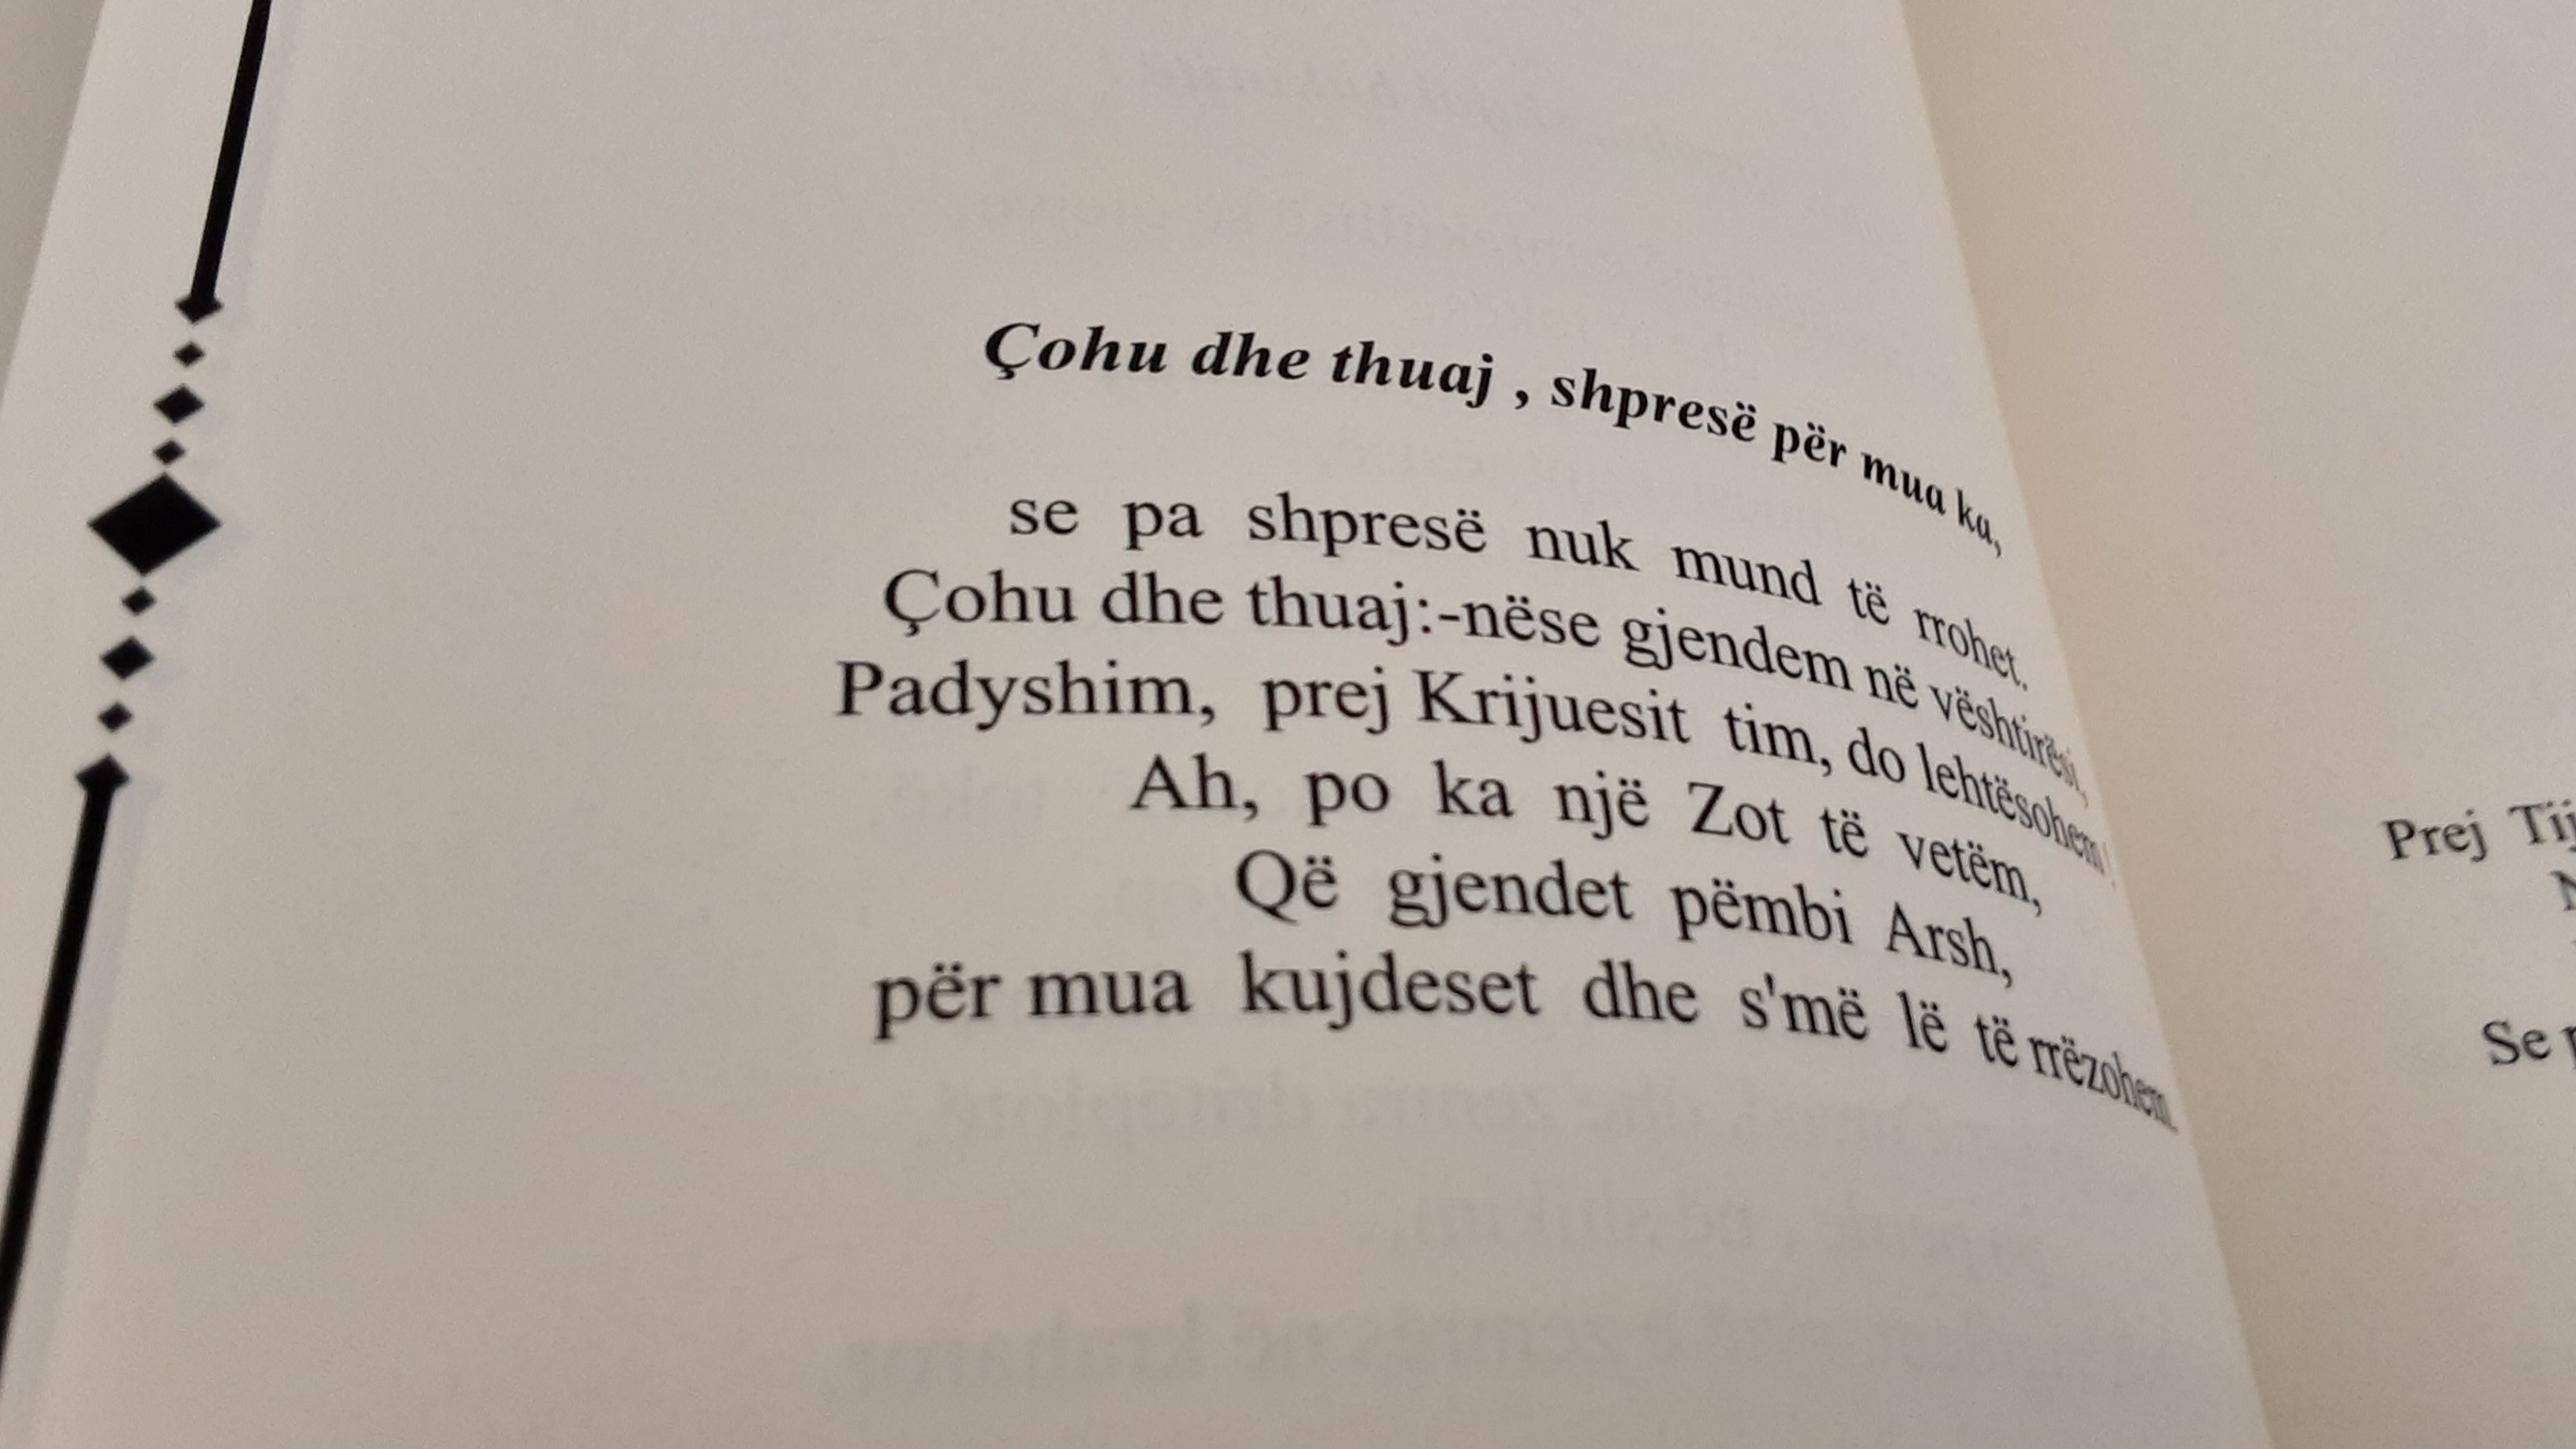 Çohu dhe thuaj , shpresë për mua ka,
se pa shpresë nuk mund të rrohet.
Çohu dhe thuaj:-nëse gjendem në vështirësi,
Padyshim, prej Krijuesit tim, do lehtësohem!
Ah, po ka një Zot të vetëm,
Që gjendet pëmbi Arsh,
për mua kujdeset dhe s'më lë të rrëzohem.
Prej
Se